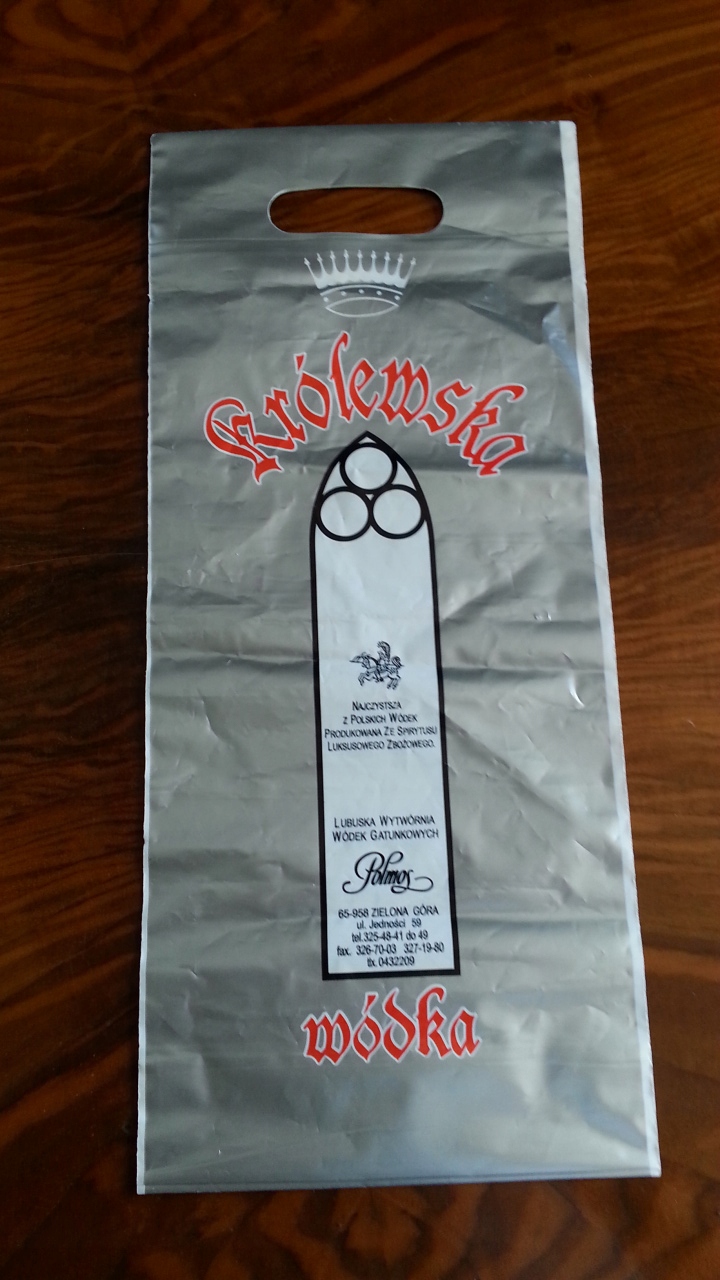 Królewska
Najczystsza
z Polskich Wódek
Produkowana Ze Spirytusu
Luksusowego Zbożowego.
Lubuska Wytwórnia
Wódek Gatunkowych
Polmos
65-958 ZIELONA GÓRA
ul. Jedności 59
tel.325-48-41 do 49
fax. 326-70-03 327-19-80
tlx.0432209
wódka